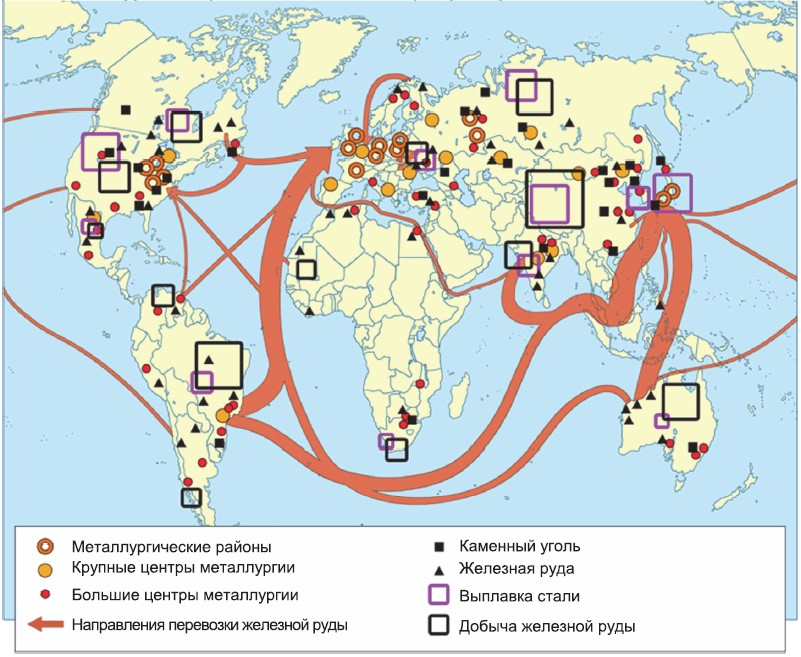 Металлургические районы
Крупные центры металлургии
Большие центры металлургии
Направления перевозки железной руды
Каменный уголь
Железная руда
Выплавка стали
Добыча железной руды